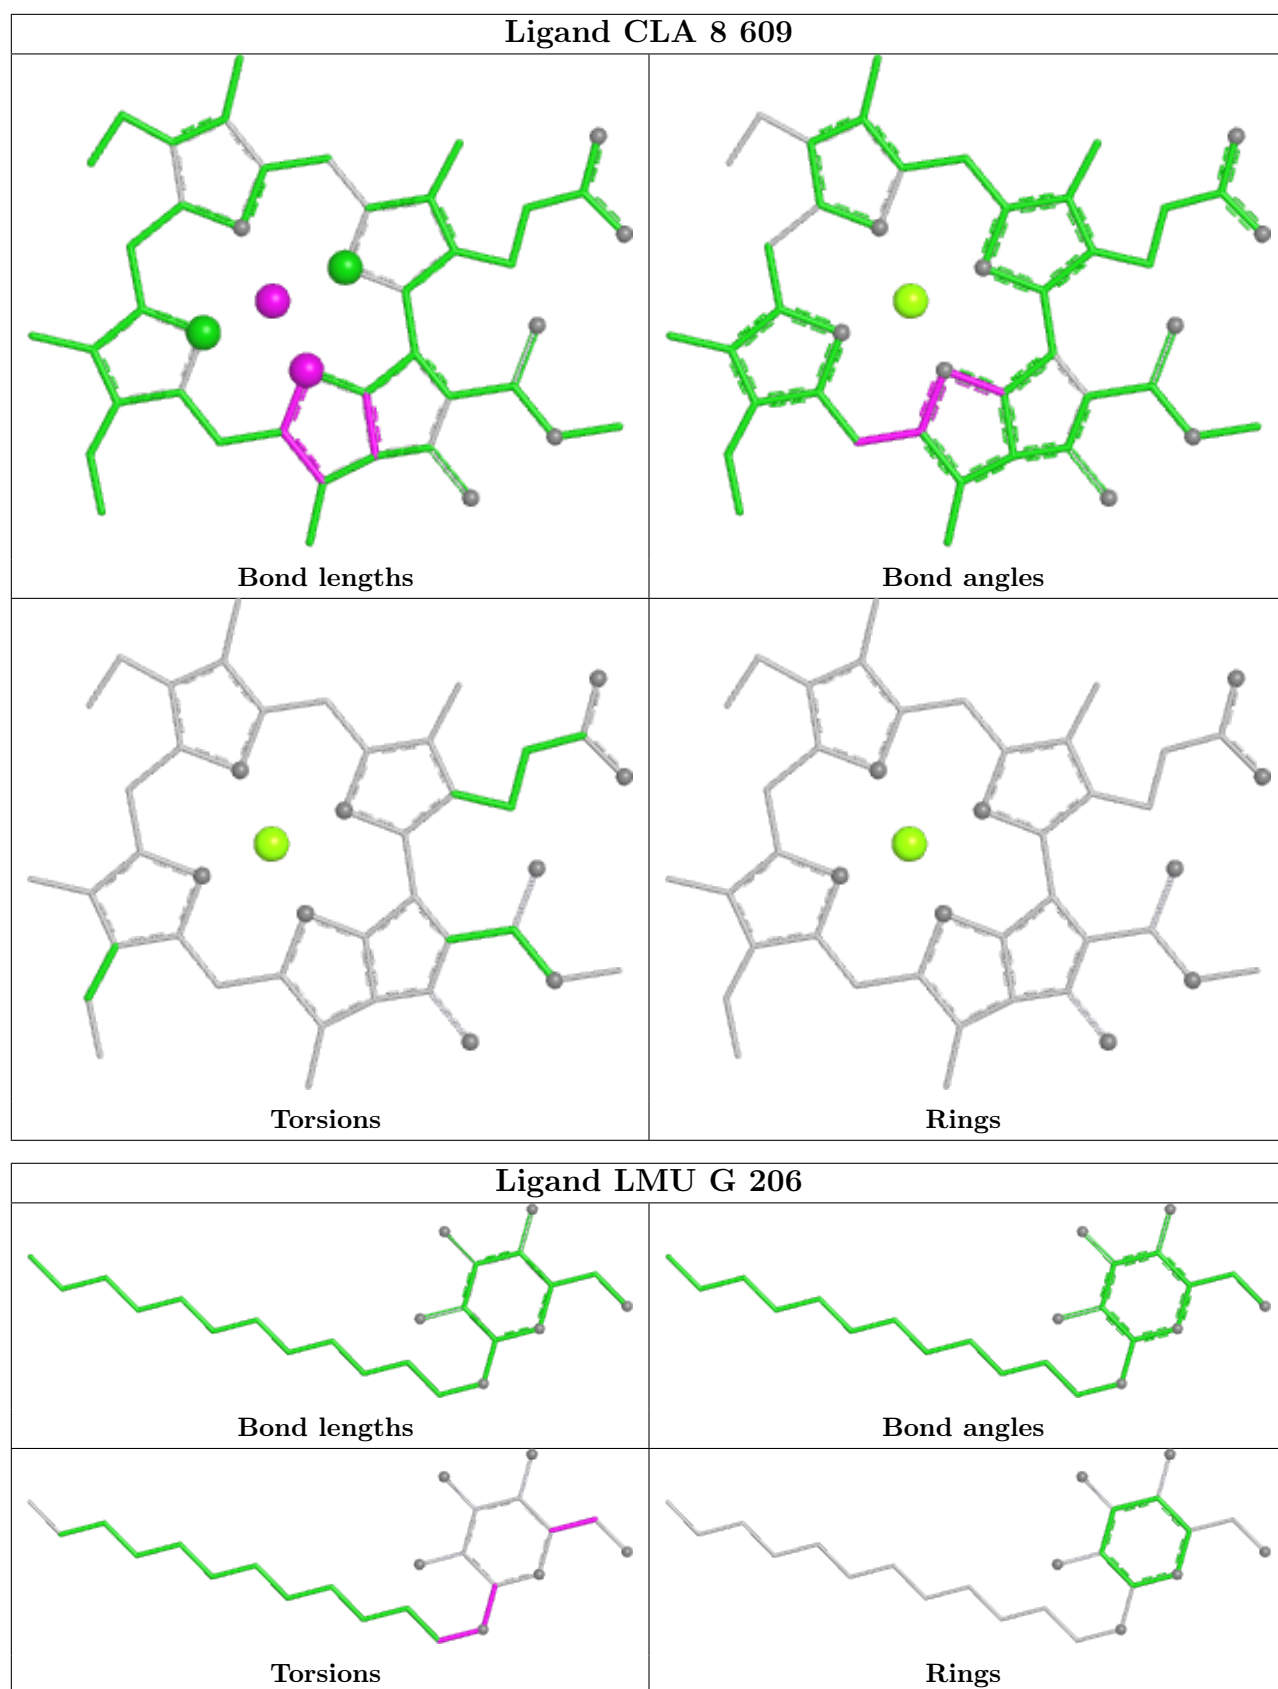 Ligand CLA 8 609
Bond lengths
Bond angles
Torsions
Rings
Ligand LMU G 206
Bond lengths
Bond angles
Torsions
Rings